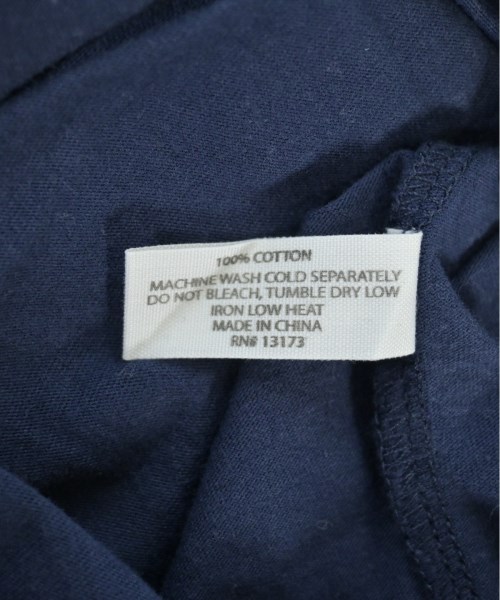 100% COTTON
MACHINE WASH COLD SEPARATELY
DO NOT BLEACH, TUMBLE DRY LOW
IRON LOW HEAT
MADE IN CHINA
RN# 13173